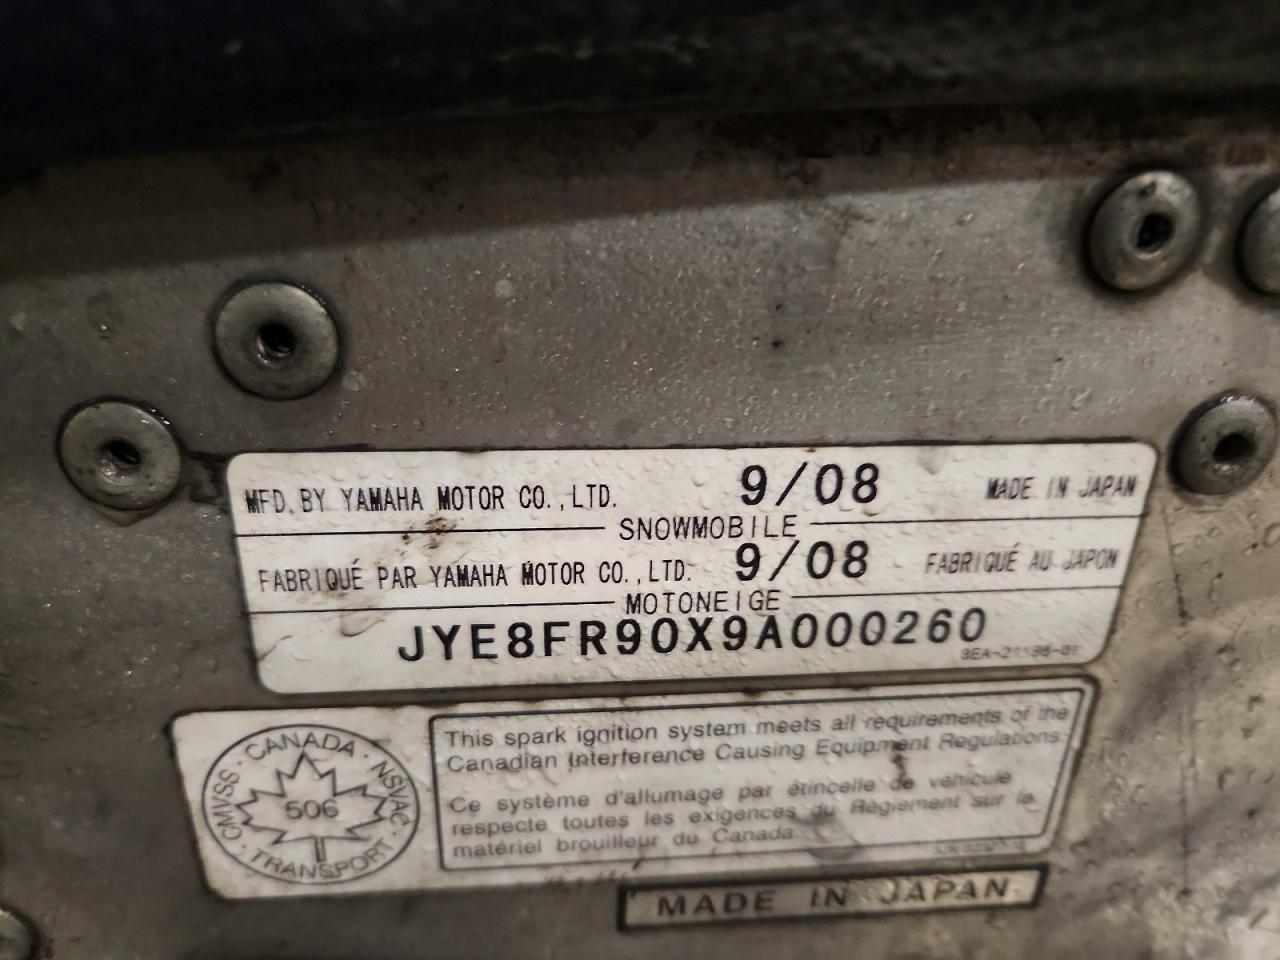 MFD. BY YAMAHA MOTOR CO.,LTD. 9/08 MADE IN JAPAN
SNOWMOBILE
FABRIQUÉ PAR YAMAHA MOTOR CO.,LTD. 9/08 FABRIQUÉ AU JAPON
MOTONEIGE
JYE8FR90X9A000260
CANADA
CMVSS · NSVAC
506
TRANSPORT
This spark ignition system meets all requirements of the
Canadian Interference Causing Equipment Regulations.
Ce système d'allumage par étincelle de véhicule
respecte toutes les exigences du Règlement sur le
matériel brouilleur du Canada.
MADE IN JAPAN